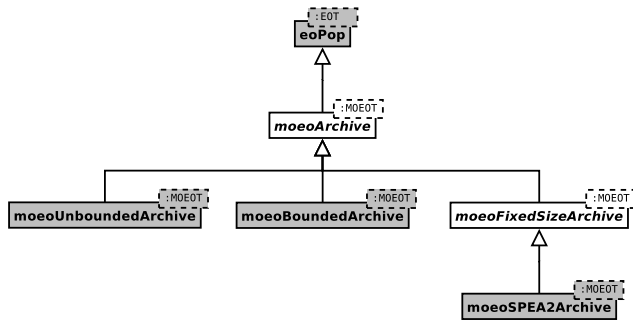 :EOT
eoPop
:MOEOT
moeoArchive
:MOEOT
moeoUnboundedArchive
:MOEOT
moeoBoundedArchive
:MOEOT
moeoFixedSizeArchive
:MOEOT
moeoSPEA2Archive